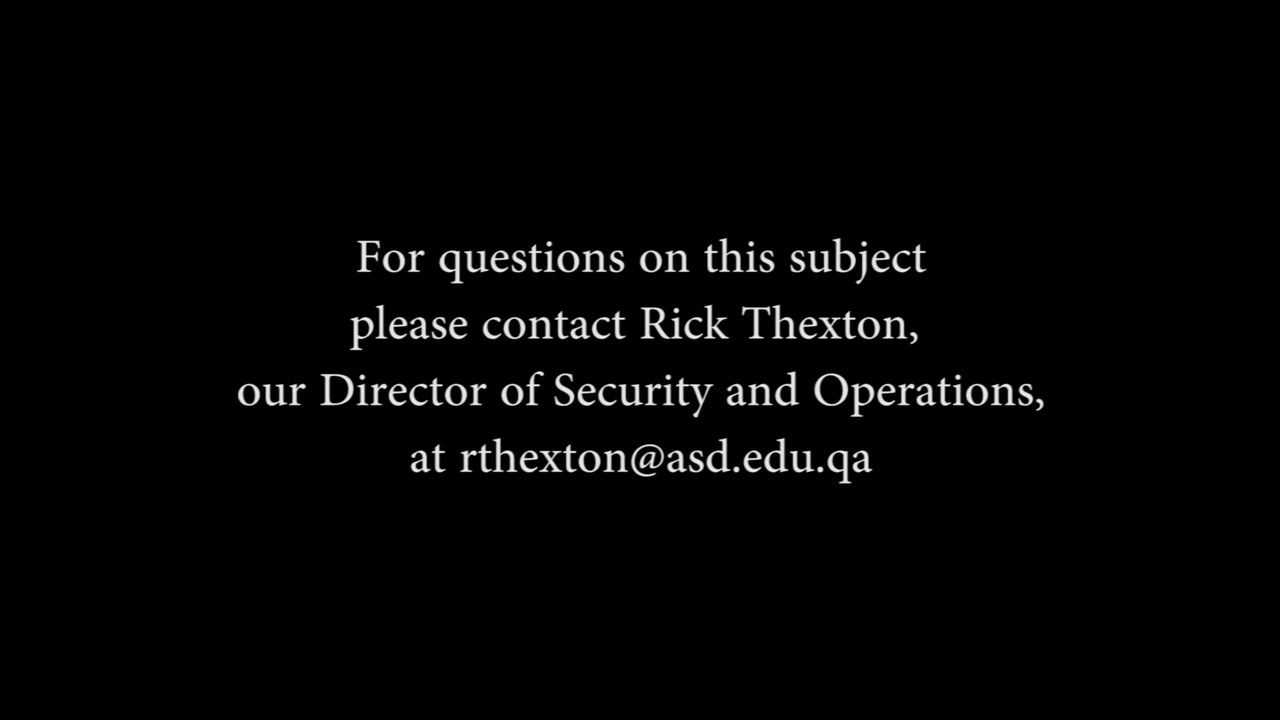 For questions on this subject
please contact Rick Thexton,
our Director of Security and Operations,
at rthexton@asd.edu.qa